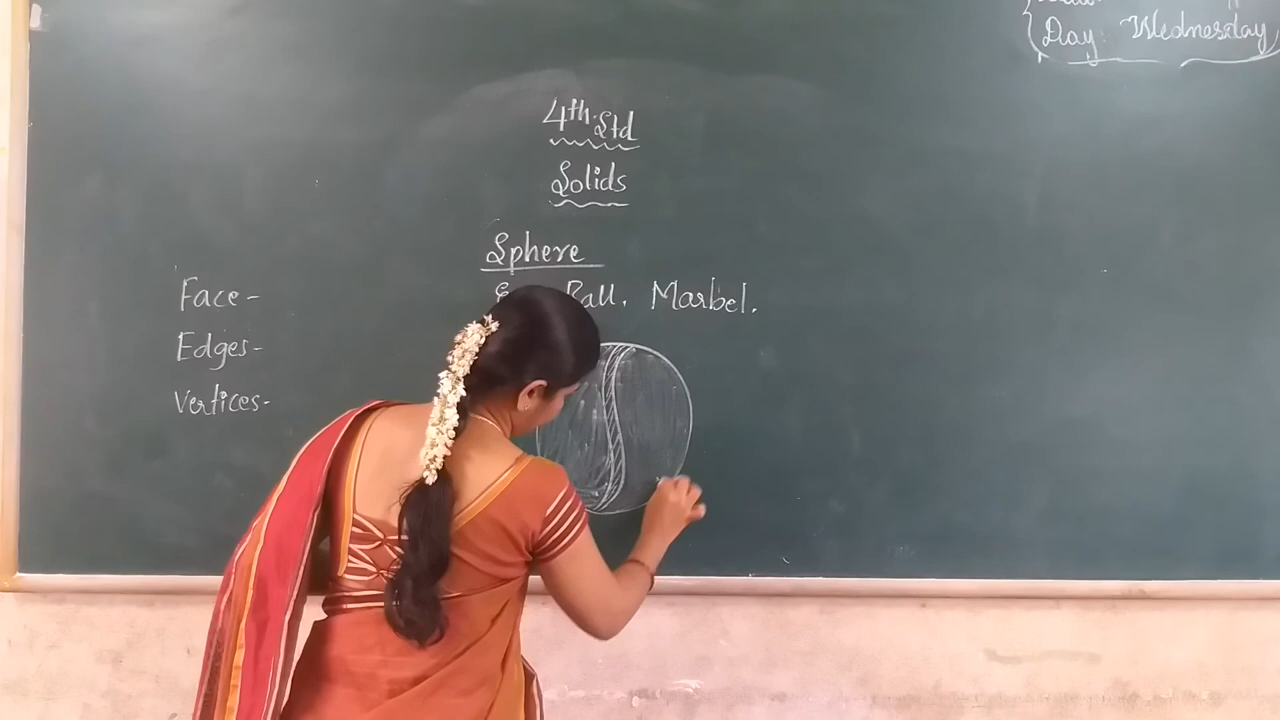 Day: Wednesday
4th Std
Solids
Sphere
Ball, Marbel.
Face-
Edges-
Vertices-